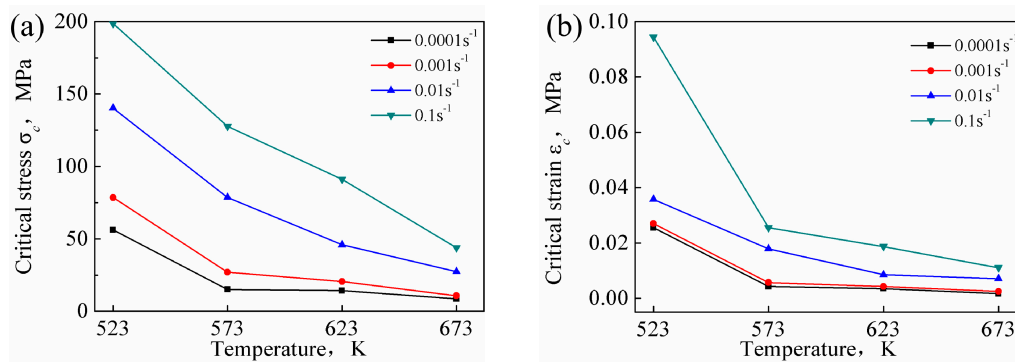 (a)
Critical stress σc, MPa
200
150
100
50
0
523 573 623 673
Temperature, K
0.0001s-1
0.001s-1
0.01s-1
0.1s-1
(b)
Critical strain εc, MPa
0.10
0.08
0.06
0.04
0.02
0.00
523 573 623 673
Temperature, K
0.0001s-1
0.001s-1
0.01s-1
0.1s-1